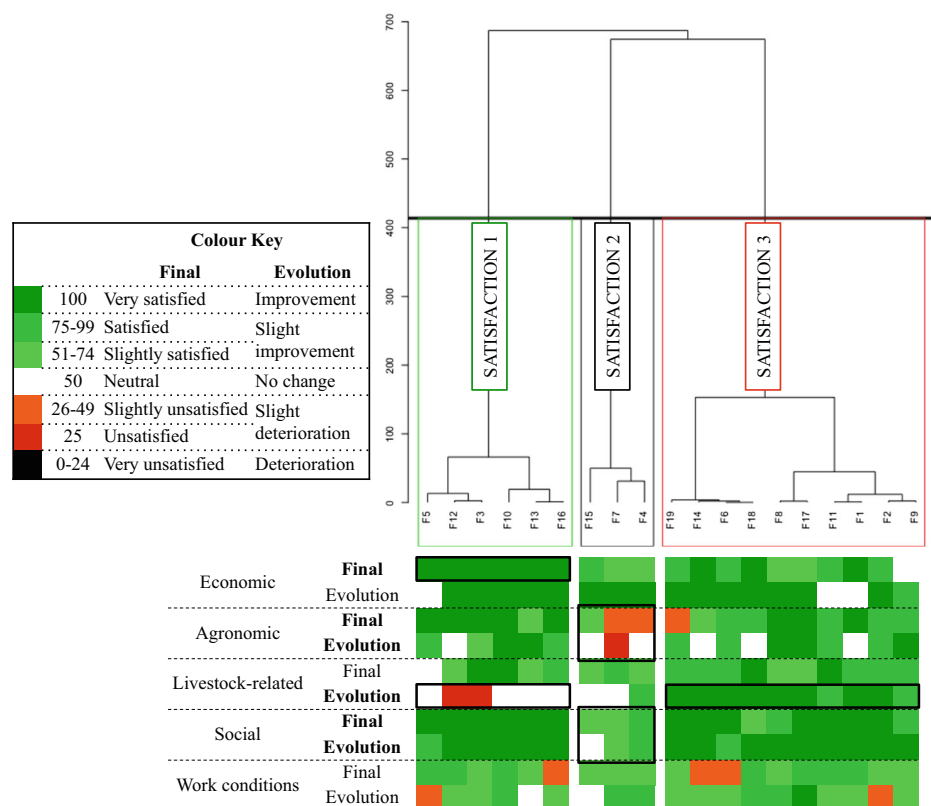 700
600
500
400
300
200
100
0
SATISFACTION 1
SATISFACTION 2
SATISFACTION 3
F5 F12 F3 F10 F13 F16 F15 F7 F4 F19 F14 F6 F18 F8 F17 F11 F1 F2 F9
Colour Key
Final Evolution
100 Very satisfied Improvement
75-99 Satisfied Slight
51-74 Slightly satisfied improvement
50 Neutral No change
26-49 Slightly unsatisfied Slight
25 Unsatisfied deterioration
0-24 Very unsatisfied Deterioration
Economic
Final
Evolution
Agronomic
Final
Evolution
Livestock-related
Final
Evolution
Social
Final
Evolution
Work conditions
Final
Evolution